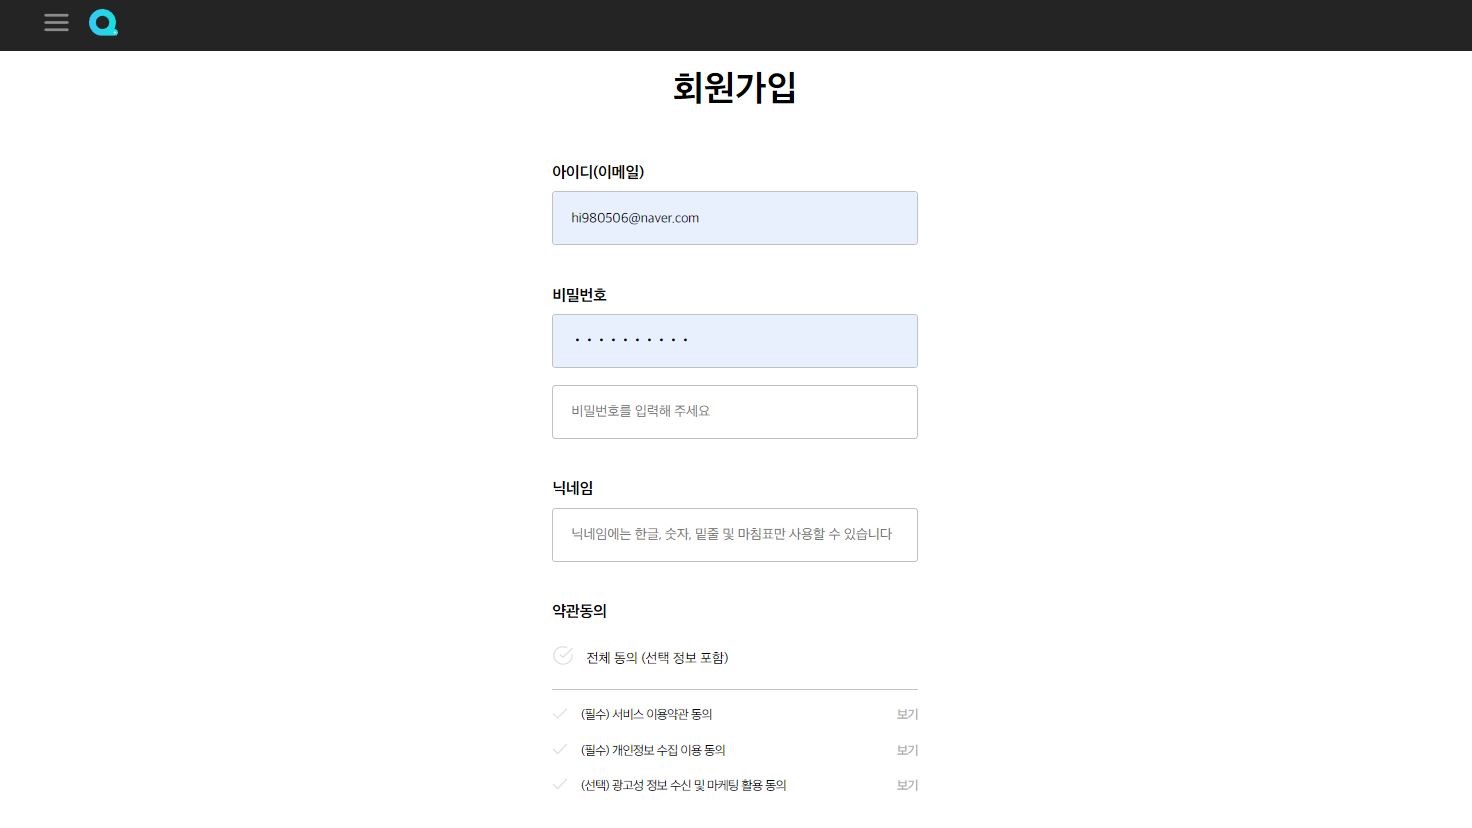 회원가입
아이디(이메일)
hi980506@naver.com
비밀번호
••••••••••
비밀번호를 입력해 주세요
닉네임
닉네임에는 한글, 숫자, 밑줄 및 마침표만 사용할 수 있습니다
약관동의
전체 동의 (선택 정보 포함)
(필수) 서비스 이용약관 동의 보기
(필수) 개인정보 수집 이용 동의 보기
(선택) 광고성 정보 수신 및 마케팅 활용 동의 보기